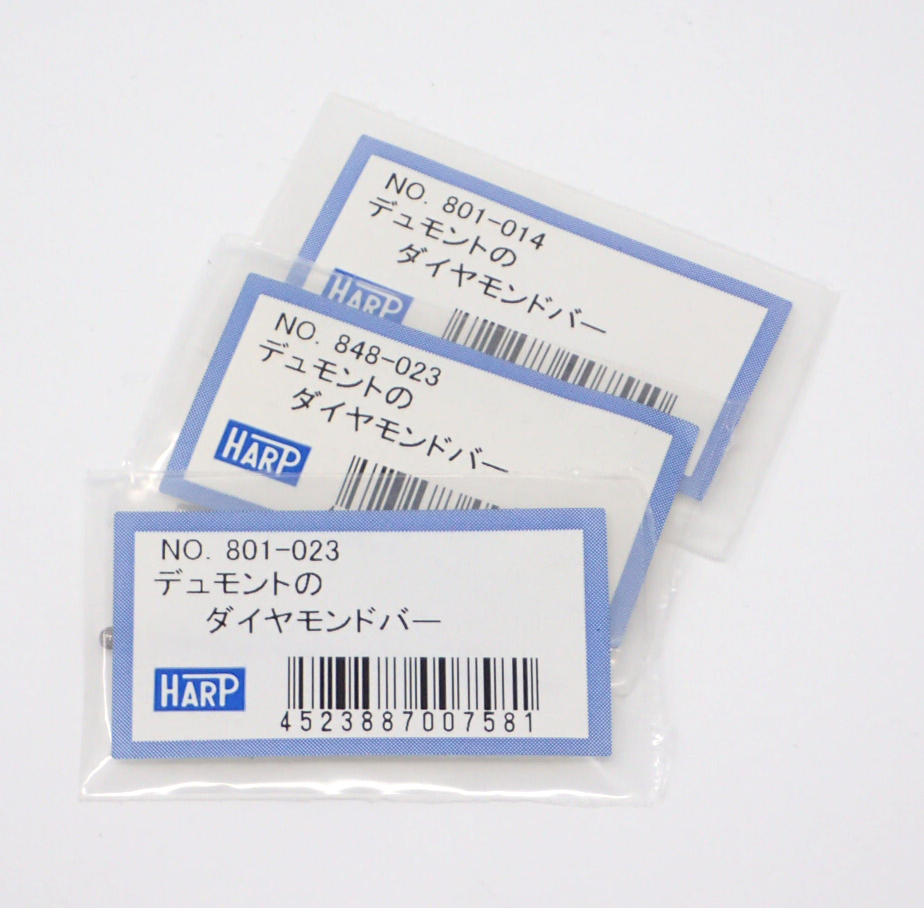 NO. 801-014
デュモントの
ダイヤモンドバー
HARP
NO. 848-023
デュモントの
ダイヤモンドバー
HARP
NO. 801-023
デュモントの
ダイヤモンドバー
HARP
4523887007581